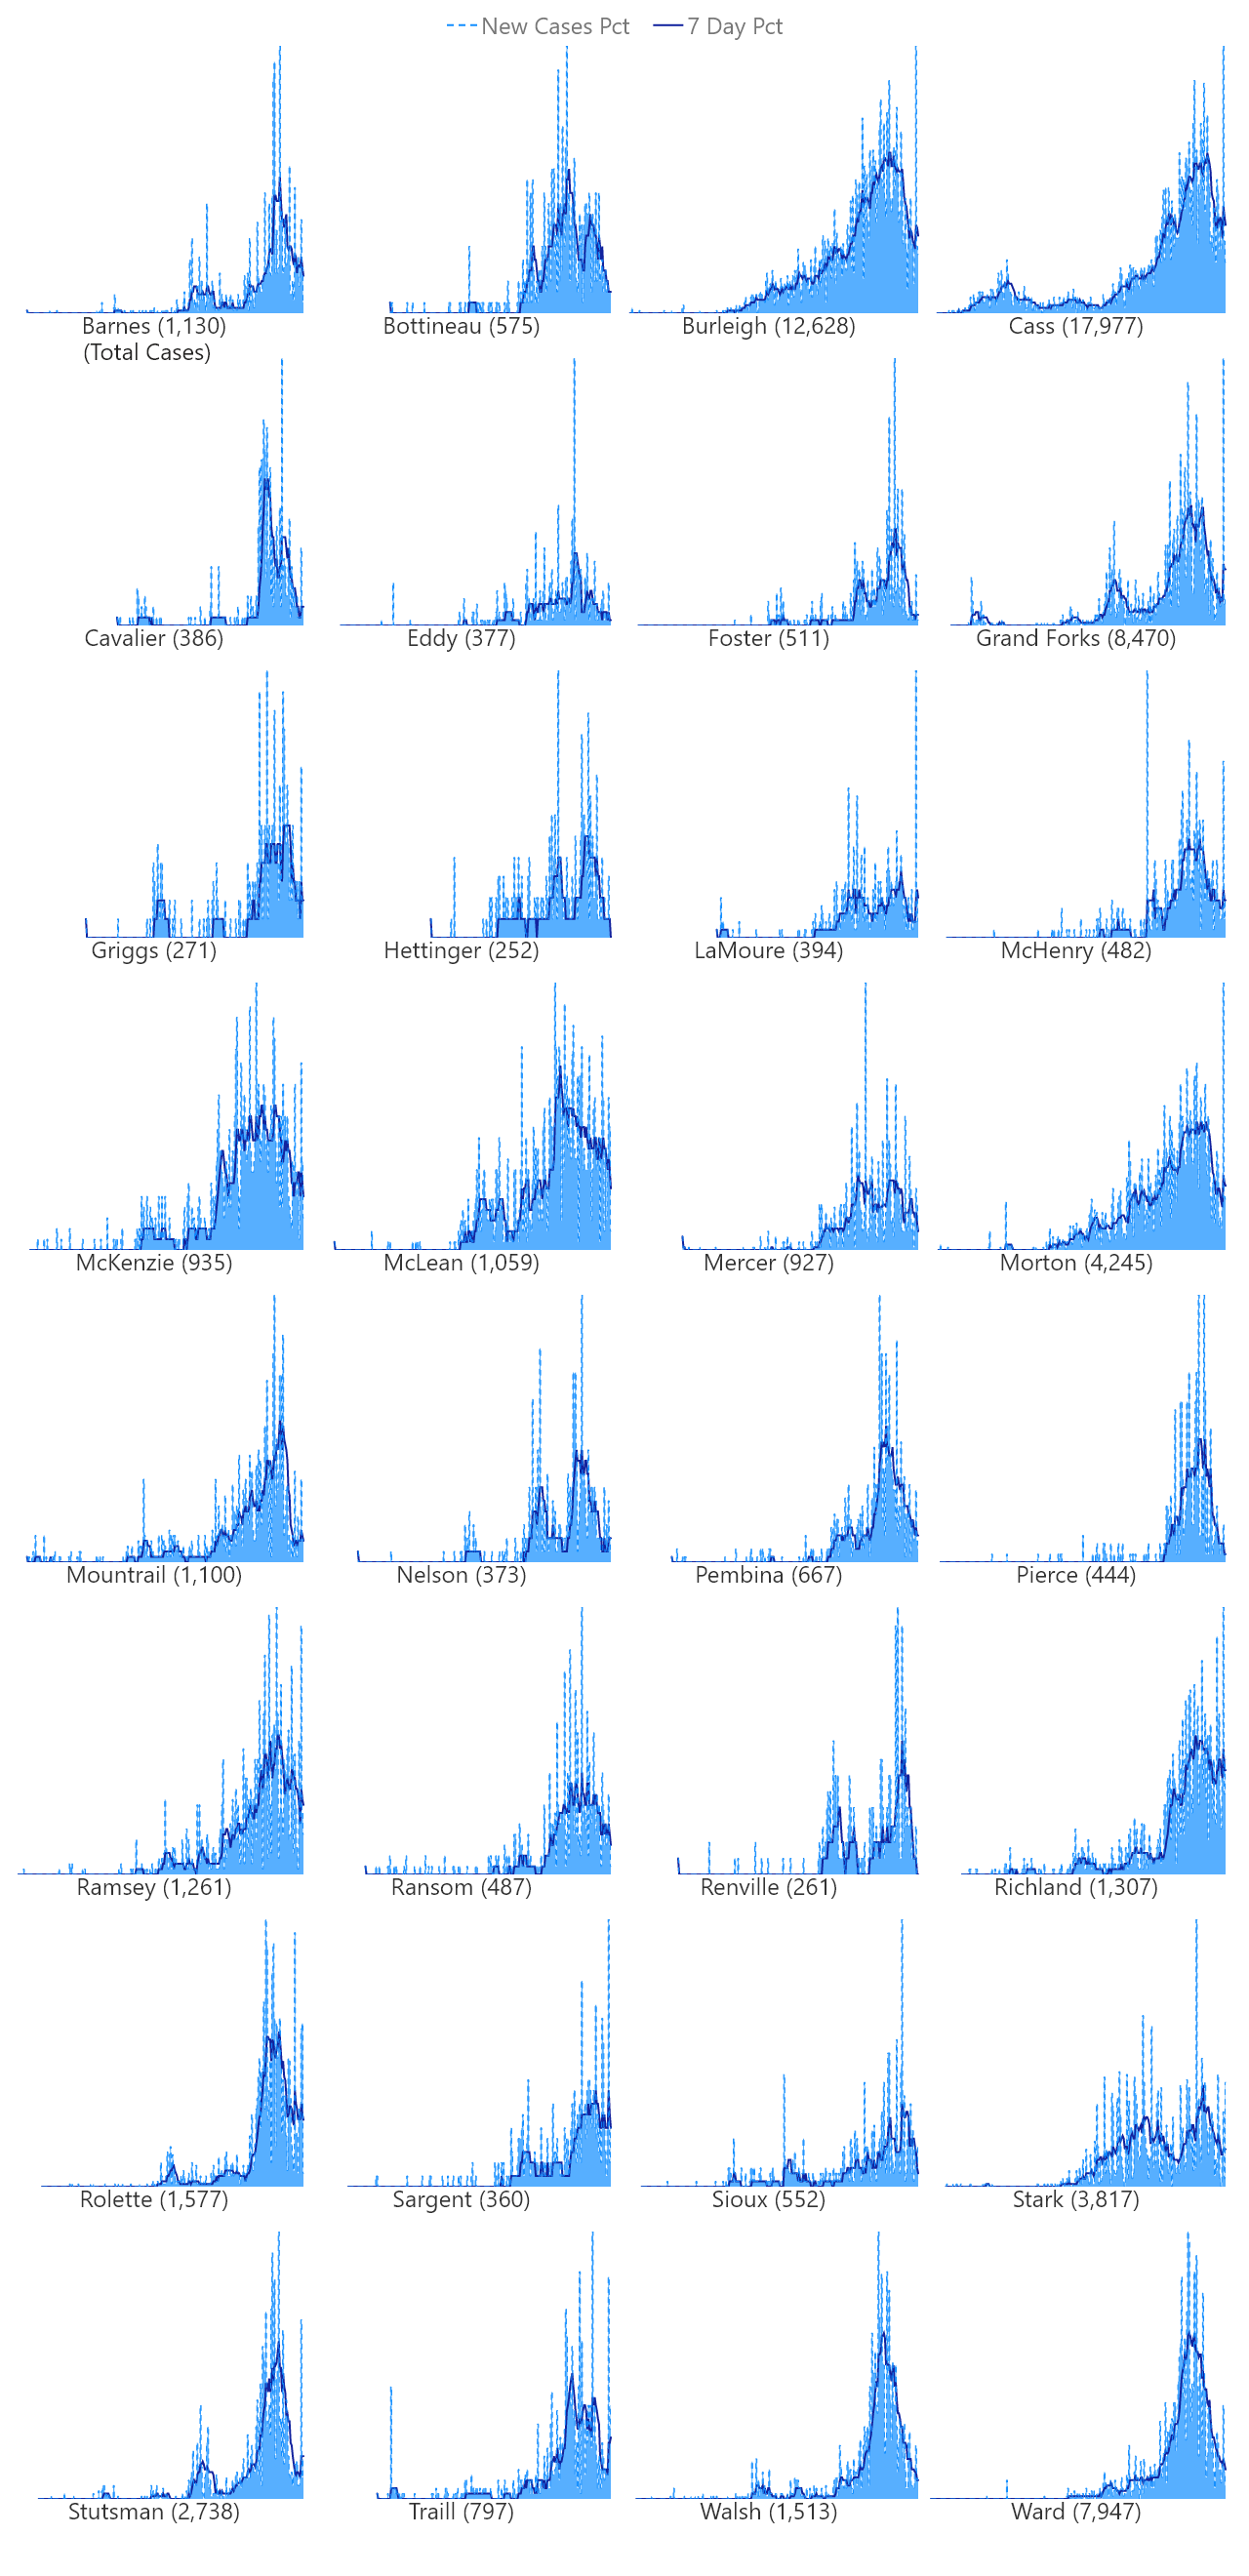 New Cases Pct 7 Day Pct
Barnes (1,130) Bottineau (575) Burleigh (12,628) Cass (17,977)
(Total Cases)
Cavalier (386) Eddy (377) Foster (511) Grand Forks (8,470)
Griggs (271) Hettinger (252) LaMoure (394) McHenry (482)
McKenzie (935) McLean (1,059) Mercer (927) Morton (4,245)
Mountrail (1,100) Nelson (373) Pembina (667) Pierce (444)
Ramsey (1,261) Ransom (487) Renville (261) Richland (1,307)
Rolette (1,577) Sargent (360) Sioux (552) Stark (3,817)
Stutsman (2,738) Traill (797) Walsh (1,513) Ward (7,947)